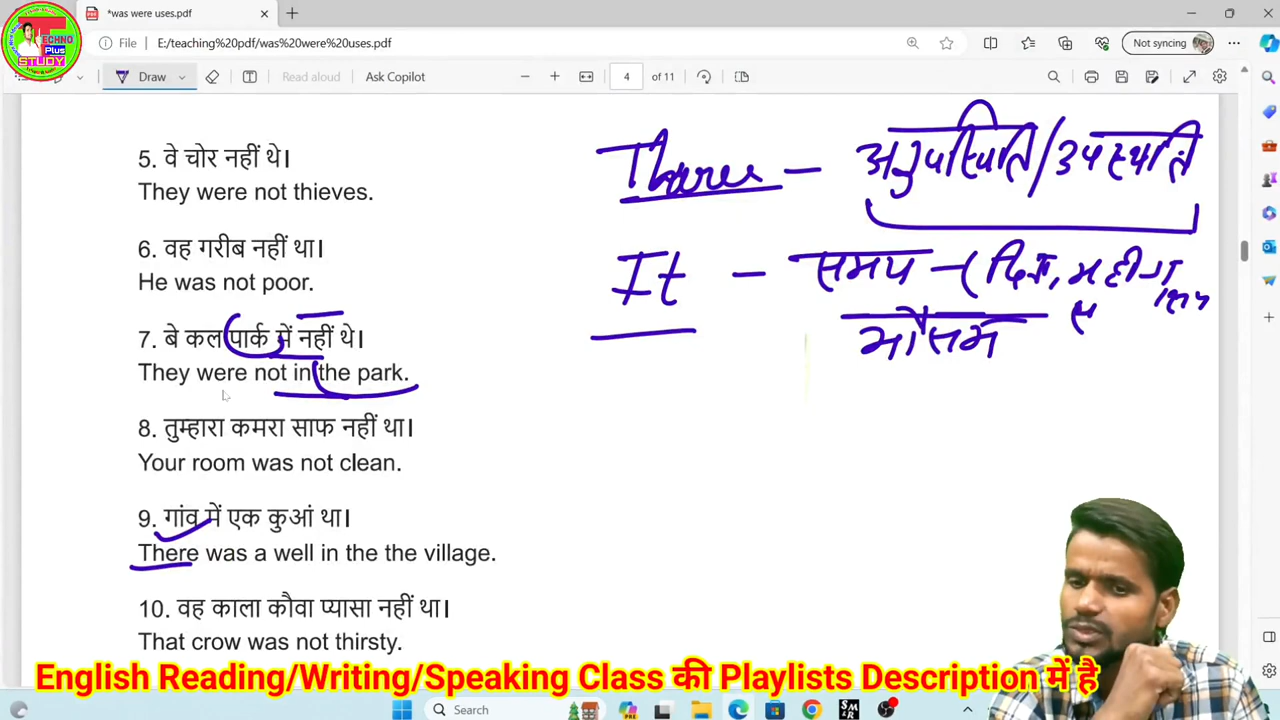 *was were uses.pdf
TECHNO
Plus
STUDY
File E:/teaching%20pdf/was%20were%20uses.pdf
Not syncing
Draw
Read aloud
Ask Copilot
4 of 11
5. वे चोर नहीं थे।
They were not thieves.
6. वह गरीब नहीं था।
He was not poor.
7. बे कल पार्क में नहीं थे।
They were not in the park.
8. तुम्हारा कमरा साफ नहीं था।
Your room was not clean.
9. गांव में एक कुआं था।
There was a well in the the village.
10. वह काला कौवा प्यासा नहीं था।
That crow was not thirsty.
अनुपस्थिति/उपस्थिति
It – समय – (दिन, महीना
मौसम
English Reading/Writing/Speaking Class की Playlists Description में है
Search